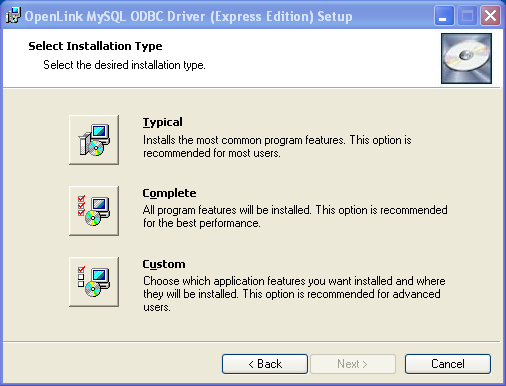 OpenLink MySQL ODBC Driver (Express Edition) Setup
Select Installation Type
Select the desired installation type.
Typical
Installs the most common program features. This option is
recommended for most users.
Complete
All program features will be installed. This option is recommended
for the best performance.
Custom
Choose which application features you want installed and where
they will be installed. This option is recommended for advanced
users.
< Back Next > Cancel